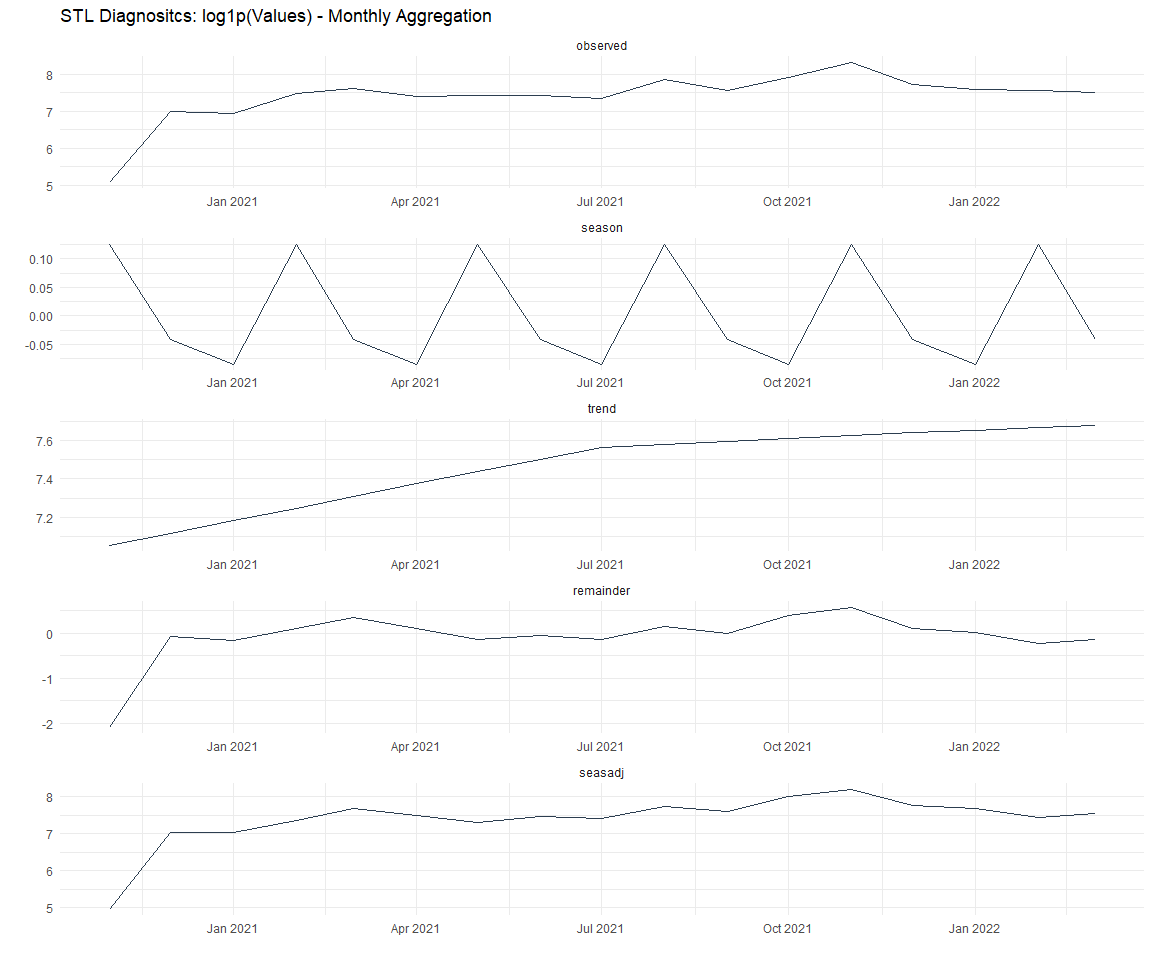 STL Diagnositcs: log1p(Values) - Monthly Aggregation
observed
8
7
6
5
Jan 2021 Apr 2021 Jul 2021 Oct 2021 Jan 2022
season
0.10
0.05
0.00
-0.05
Jan 2021 Apr 2021 Jul 2021 Oct 2021 Jan 2022
trend
7.6
7.4
7.2
Jan 2021 Apr 2021 Jul 2021 Oct 2021 Jan 2022
remainder
0
-1
-2
Jan 2021 Apr 2021 Jul 2021 Oct 2021 Jan 2022
seasadj
8
7
6
5
Jan 2021 Apr 2021 Jul 2021 Oct 2021 Jan 2022